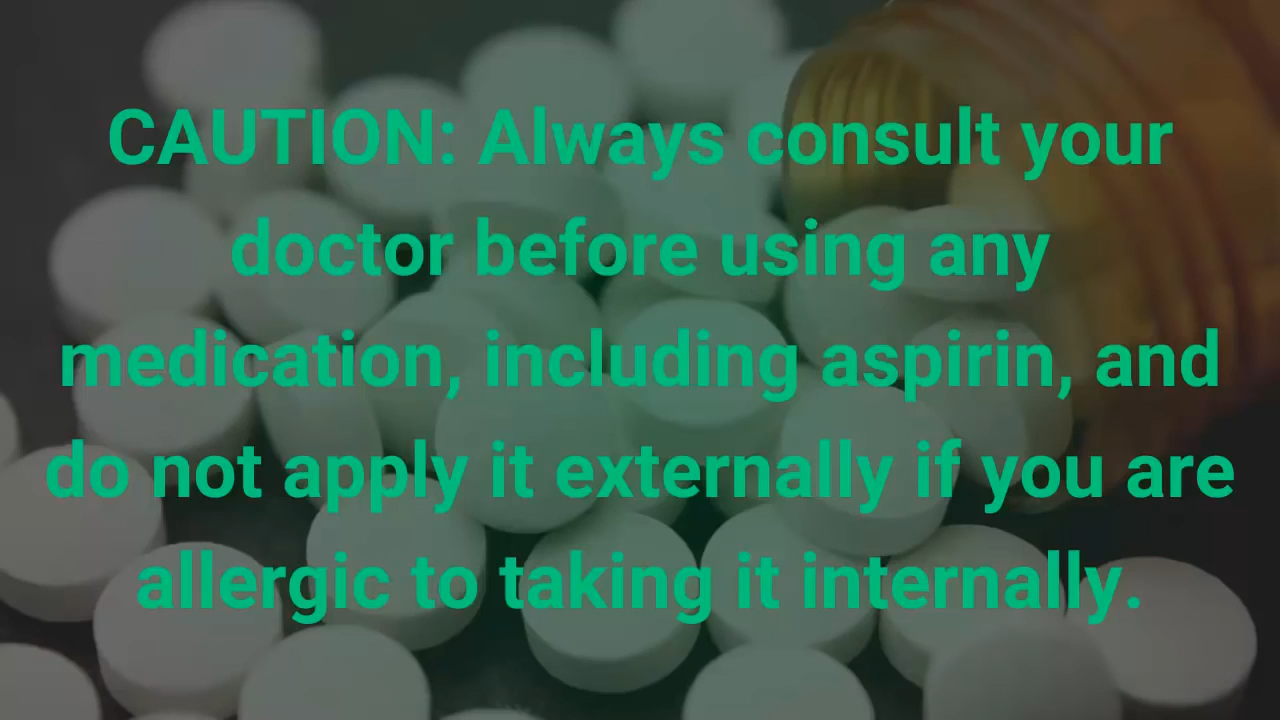 CAUTION: Always consult your
doctor before using any
medication, including aspirin, and
do not apply it externally if you are
allergic to taking it internally.